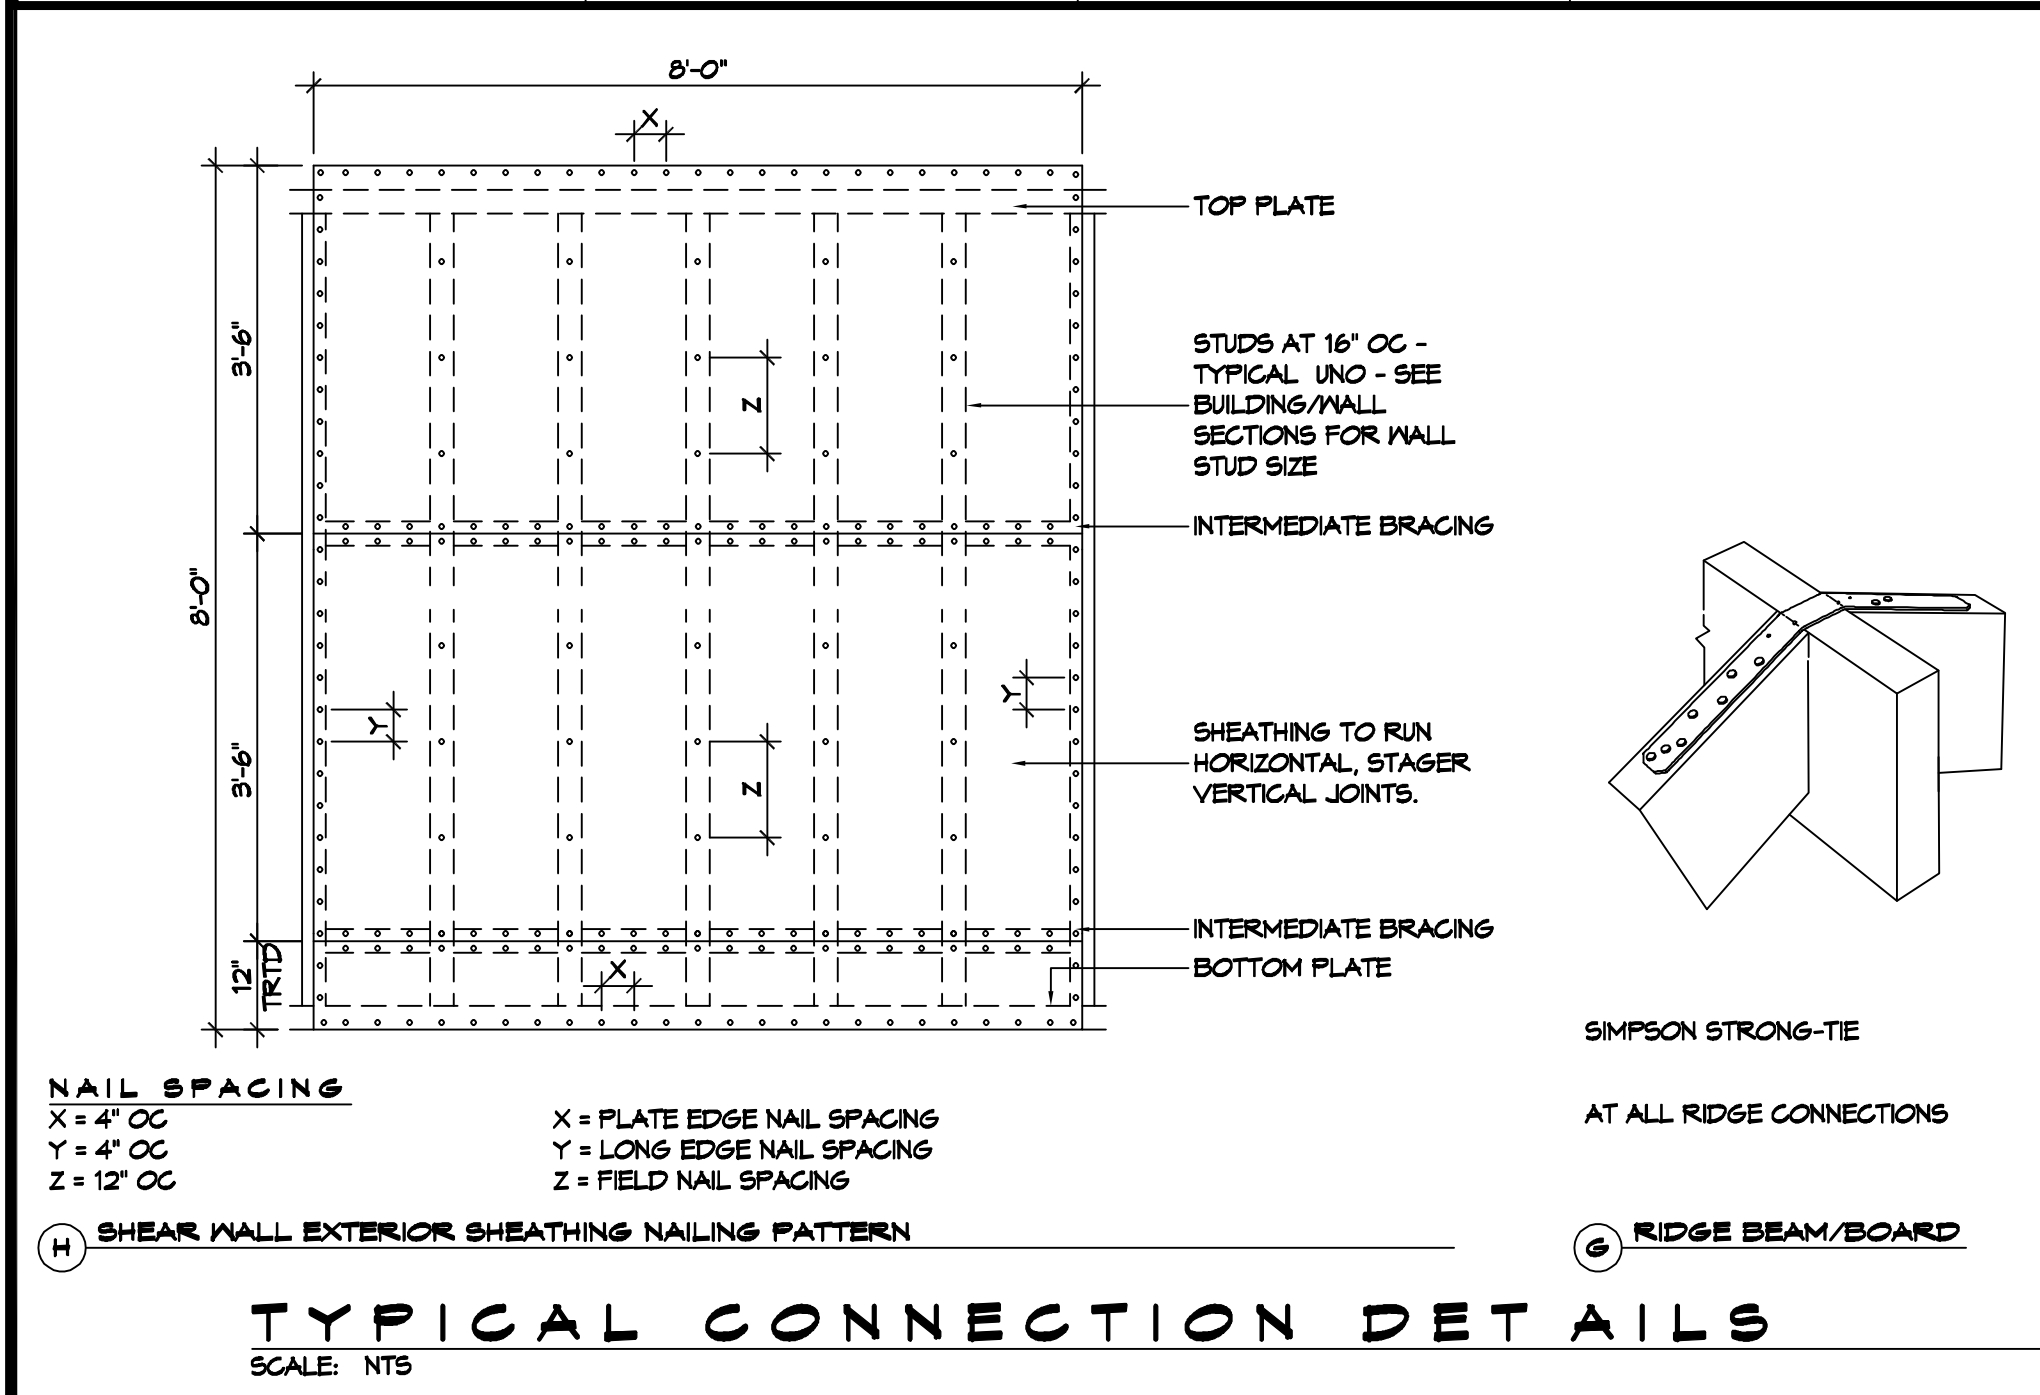 8'-0"
X
TOP PLATE
3'-6"
STUDS AT 16" OC -
TYPICAL UNO - SEE
BUILDING/WALL
SECTIONS FOR WALL
STUD SIZE
Z
INTERMEDIATE BRACING
8'-0"
Y
Y
3'-6"
Z
SHEATHING TO RUN
HORIZONTAL, STAGER
VERTICAL JOINTS.
INTERMEDIATE BRACING
BOTTOM PLATE
12"
TRTD
X
NAIL SPACING
X = 4" OC
Y = 4" OC
Z = 12" OC
X = PLATE EDGE NAIL SPACING
Y = LONG EDGE NAIL SPACING
Z = FIELD NAIL SPACING
H SHEAR WALL EXTERIOR SHEATHING NAILING PATTERN
SIMPSON STRONG-TIE
AT ALL RIDGE CONNECTIONS
G RIDGE BEAM/BOARD
TYPICAL CONNECTION DETAILS
SCALE: NTS